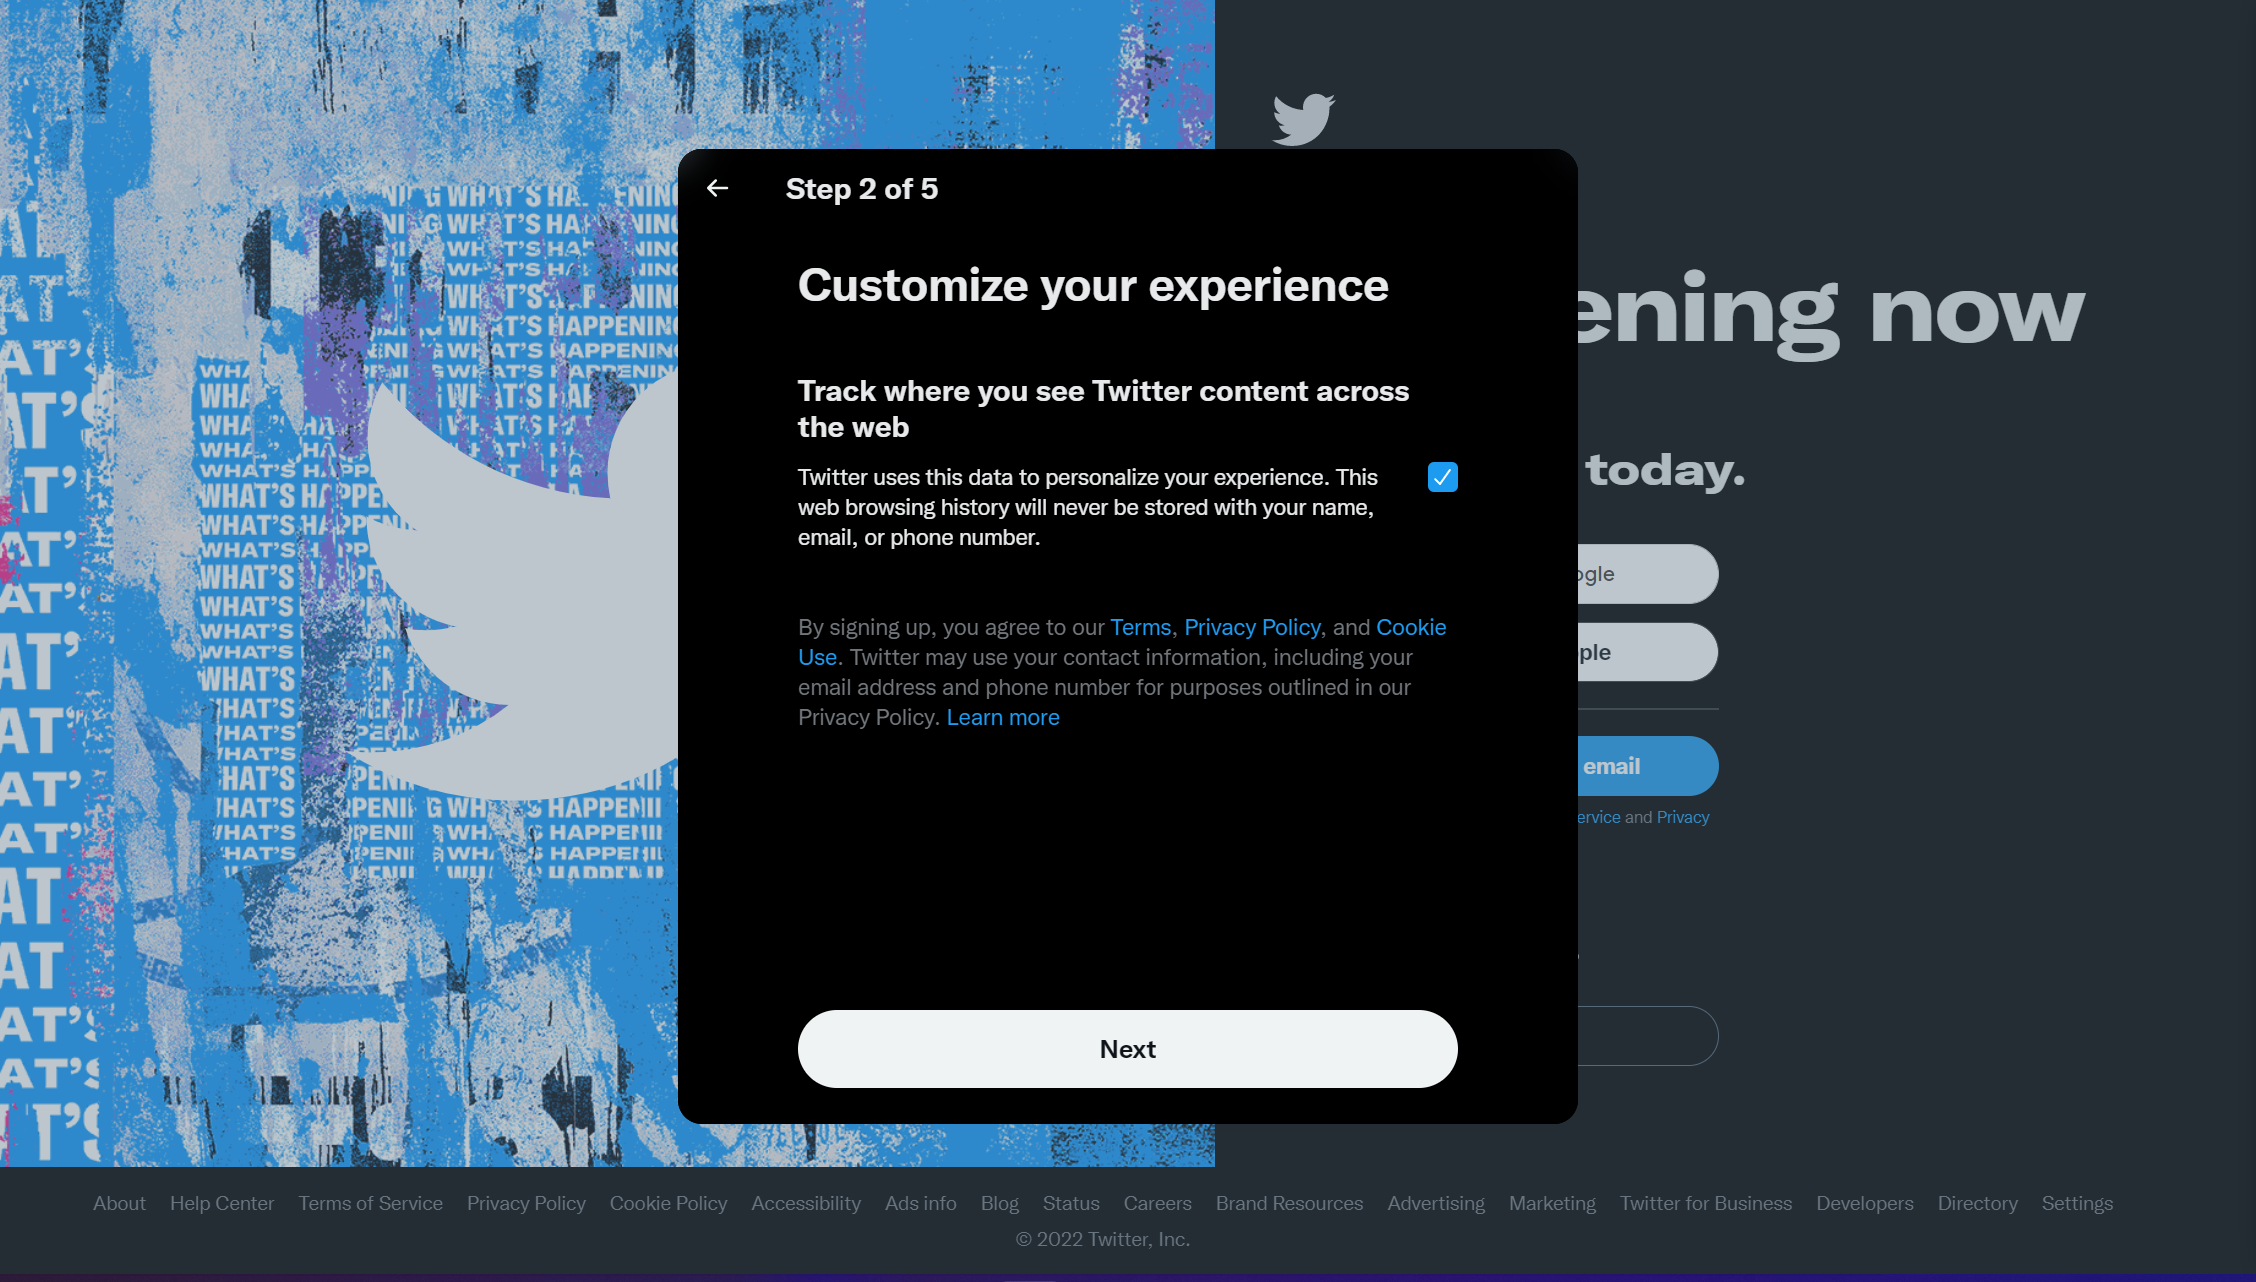 Step 2 of 5
Customize your experience
Track where you see Twitter content across
the web
Twitter uses this data to personalize your experience. This
web browsing history will never be stored with your name,
email, or phone number.
By signing up, you agree to our Terms, Privacy Policy, and Cookie
Use. Twitter may use your contact information, including your
email address and phone number for purposes outlined in our
Privacy Policy. Learn more
Next
ening now
today.
ogle
ple
email
ervice and Privacy
About Help Center Terms of Service Privacy Policy Cookie Policy Accessibility Ads info Blog Status Careers Brand Resources Advertising Marketing Twitter for Business Developers Directory Settings
© 2022 Twitter, Inc.